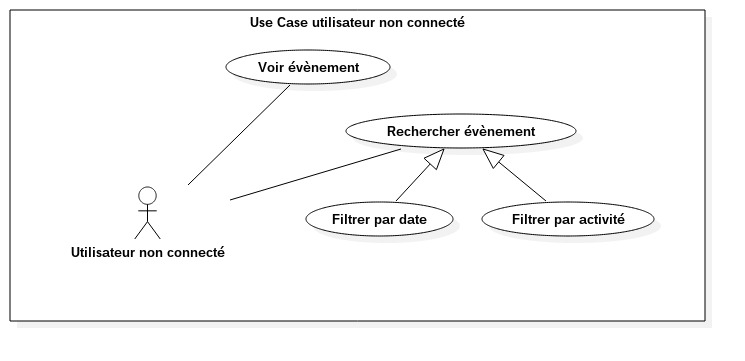 Use Case utilisateur non connecté
Voir évènement
Rechercher évènement
Filtrer par date
Filtrer par activité
Utilisateur non connecté